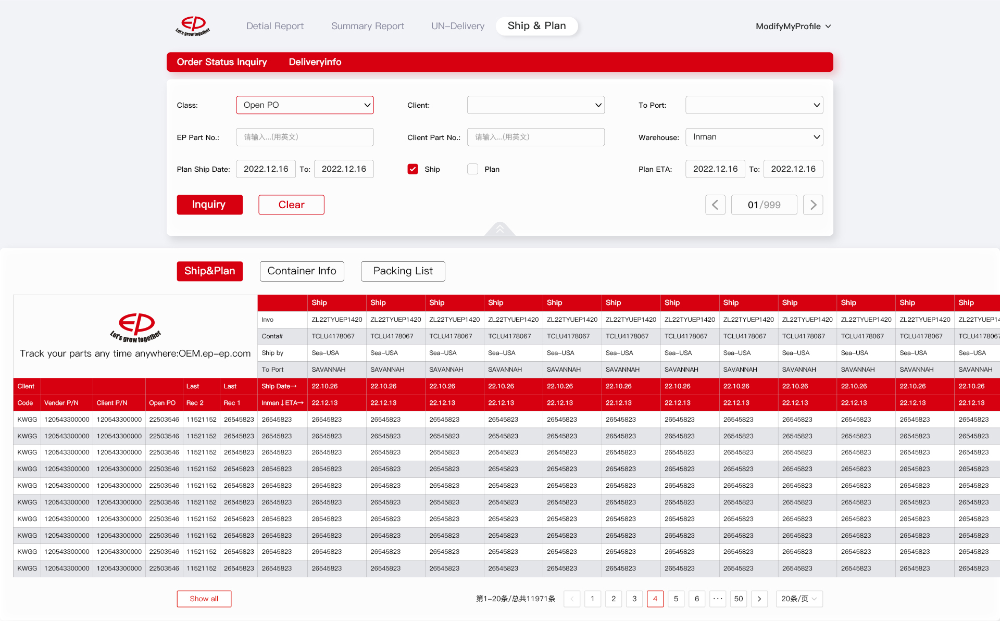 EP
Let's grow together
Detial Report
Summary Report
UN-Delivery
Ship & Plan
ModifyMyProfile
Order Status Inquiry
Deliveryinfo
Class:
Open PO
Client:
To Port:
EP Part No.:
请输入...(用英文)
Client Part No.:
请输入...(用英文)
Warehouse:
Inman
Plan Ship Date:
2022.12.16 To: 2022.12.16
Ship
Plan
Plan ETA:
2022.12.16 To: 2022.12.16
Inquiry
Clear
01/999
Ship&Plan
Container Info
Packing List
EP
Let's grow together
Track your parts any time anywhere:OEM.ep-ep.com
Ship Ship Ship Ship Ship Ship Ship Ship Ship Ship Ship Ship
Invo ZL22TYUEP1420 ZL22TYUEP1420 ZL22TYUEP1420 ZL22TYUEP1420 ZL22TYUEP1420 ZL22TYUEP1420 ZL22TYUEP1420 ZL22TYUEP1420 ZL22TYUEP1420 ZL22TYUEP1420 ZL22TYUEP1420
Conta# TCLU4178067 TCLU4178067 TCLU4178067 TCLU4178067 TCLU4178067 TCLU4178067 TCLU4178067 TCLU4178067 TCLU4178067 TCLU4178067 TCLU4178067 TCLU4178067
Ship by Sea-USA Sea-USA Sea-USA Sea-USA Sea-USA Sea-USA Sea-USA Sea-USA Sea-USA Sea-USA Sea-USA Sea-USA
To Port SAVANNAH SAVANNAH SAVANNAH SAVANNAH SAVANNAH SAVANNAH SAVANNAH SAVANNAH SAVANNAH SAVANNAH SAVANNAH SAVANNAH
Client Last Last Ship Date→ 22.10.26 22.10.26 22.10.26 22.10.26 22.10.26 22.10.26 22.10.26 22.10.26 22.10.26 22.10.26 22.10.26 22.10.26
Code Vender P/N Client P/N Open PO Rec 2 Rec 1 Inman↓ETA→ 22.12.13 22.12.13 22.12.13 22.12.13 22.12.13 22.12.13 22.12.13 22.12.13 22.12.13 22.12.13 22.12.13 22.12.13
KWGG 120543300000 120543300000 22503546 11521152 26545823 26545823 26545823 26545823 26545823 26545823 26545823 26545823 26545823 26545823 26545823 26545823 26545823 26545823
KWGG 120543300000 120543300000 22503546 11521152 26545823 26545823 26545823 26545823 26545823 26545823 26545823 26545823 26545823 26545823 26545823 26545823 26545823 26545823
KWGG 120543300000 120543300000 22503546 11521152 26545823 26545823 26545823 26545823 26545823 26545823 26545823 26545823 26545823 26545823 26545823 26545823 26545823 26545823
KWGG 120543300000 120543300000 22503546 11521152 26545823 26545823 26545823 26545823 26545823 26545823 26545823 26545823 26545823 26545823 26545823 26545823 26545823 26545823
KWGG 120543300000 120543300000 22503546 11521152 26545823 26545823 26545823 26545823 26545823 26545823 26545823 26545823 26545823 26545823 26545823 26545823 26545823 26545823
KWGG 120543300000 120543300000 22503546 11521152 26545823 26545823 26545823 26545823 26545823 26545823 26545823 26545823 26545823 26545823 26545823 26545823 26545823 26545823
KWGG 120543300000 120543300000 22503546 11521152 26545823 26545823 26545823 26545823 26545823 26545823 26545823 26545823 26545823 26545823 26545823 26545823 26545823 26545823
KWGG 120543300000 120543300000 22503546 11521152 26545823 26545823 26545823 26545823 26545823 26545823 26545823 26545823 26545823 26545823 26545823 26545823 26545823 26545823
KWGG 120543300000 120543300000 22503546 11521152 26545823 26545823 26545823 26545823 26545823 26545823 26545823 26545823 26545823 26545823 26545823 26545823 26545823 26545823
KWGG 120543300000 120543300000 22503546 11521152 26545823 26545823 26545823 26545823 26545823 26545823 26545823 26545823 26545823 26545823 26545823 26545823 26545823 26545823
Show all
第1-20条/总共11971条 1 2 3 4 5 6 ··· 50 20条/页